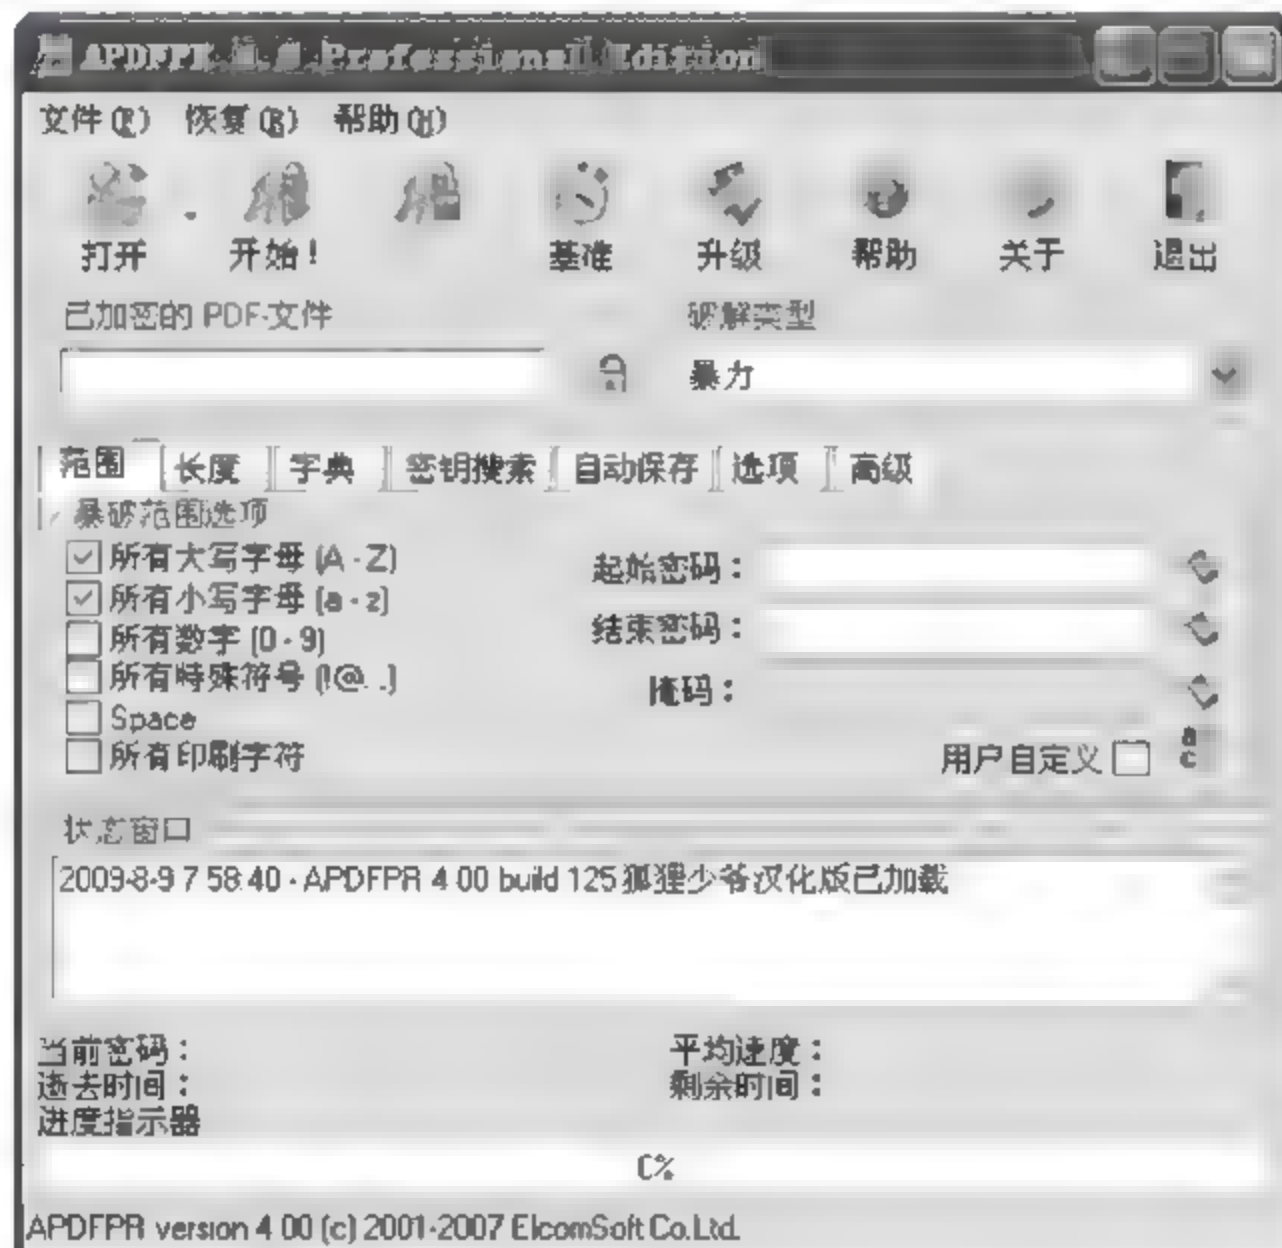 APDFPR Professional Edition
文件(F) 恢复(R) 帮助(H)
打开 开始! 基准 升级 帮助 关于 退出
已加密的 PDF-文件 破解类型
暴力
范围 长度 字典 密钥搜索 自动保存 选项 高级
暴破范围选项
所有大写字母 (A - Z) 起始密码:
所有小写字母 (a - z)
所有数字 (0 - 9) 结束密码:
所有特殊符号 (!@...) 掩码:
Space
所有印刷字符 用户自定义
状态窗口
2009-8-9 7:58:40 - APDFPR 4.00 build 125 狐狸少爷汉化版已加载
当前密码: 平均速度:
逝去时间: 剩余时间:
进度指示器
0%
APDFPR version 4.00 (c) 2001-2007 ElcomSoft Co.Ltd.